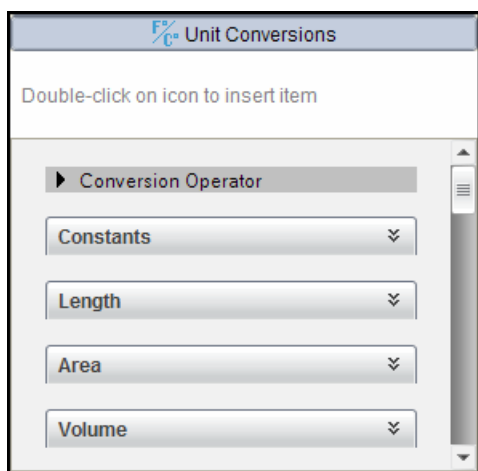 F°/C° Unit Conversions
Double-click on icon to insert item
Conversion Operator
Constants
Length
Area
Volume